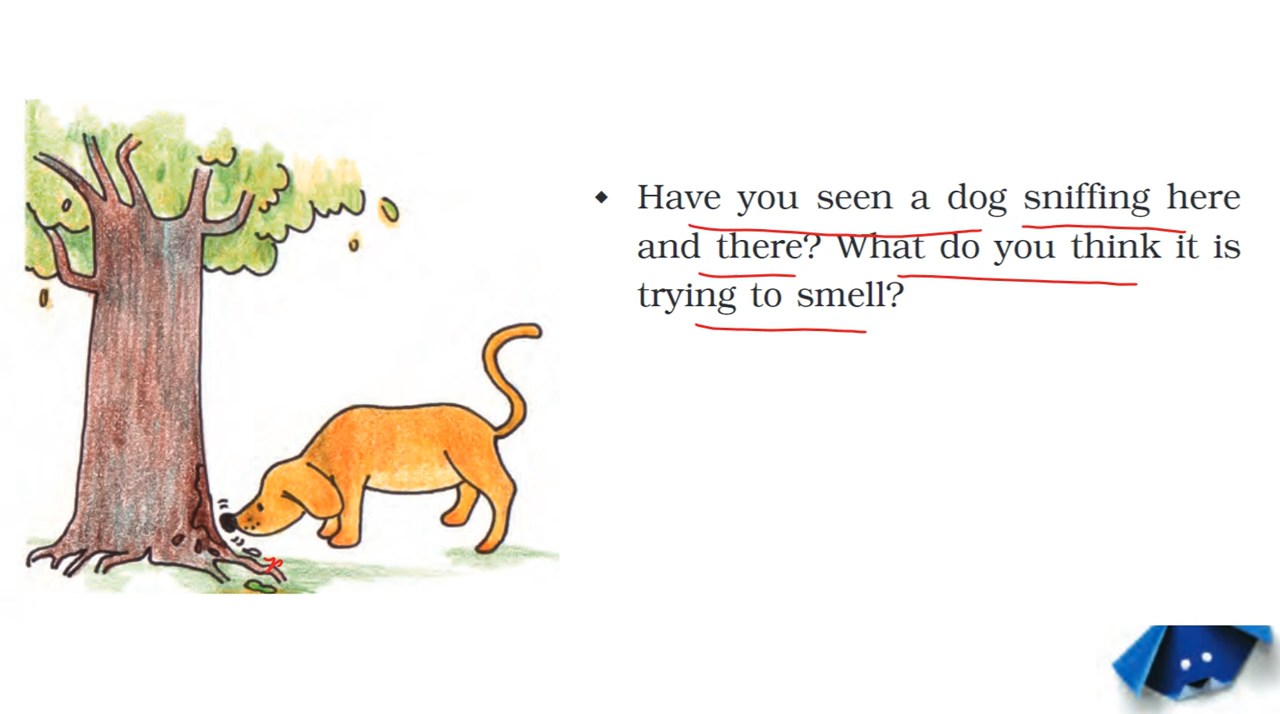 ◆ Have you seen a dog sniffing here
and there? What do you think it is
trying to smell?